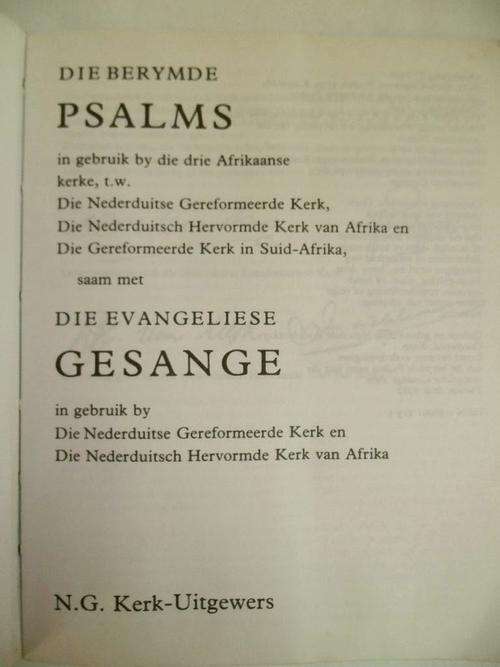 DIE BERYMDE
PSALMS
in gebruik by die drie Afrikaanse
kerke, t.w.
Die Nederduitse Gereformeerde Kerk,
Die Nederduitsch Hervormde Kerk van Afrika en
Die Gereformeerde Kerk in Suid-Afrika,
saam met
DIE EVANGELIESE
GESANGE
in gebruik by
Die Nederduitse Gereformeerde Kerk en
Die Nederduitsch Hervormde Kerk van Afrika
N.G. Kerk-Uitgewers